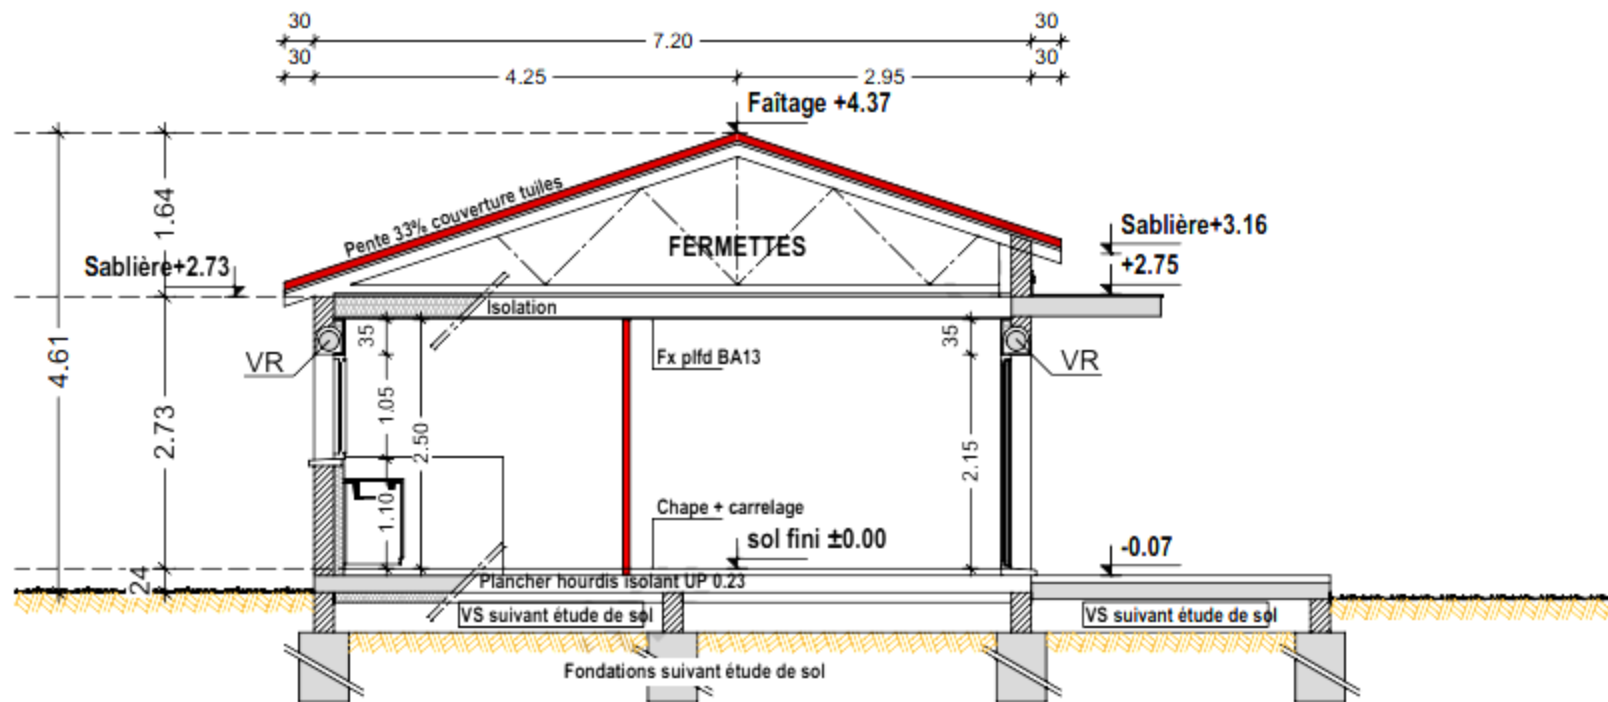 30
7.20
30
30
4.25
2.95
30
Faîtage +4.37
1.64
Pente 33% couverture tuiles
FERMETTES
Sablière+3.16
+2.75
Sablière+2.73
Isolation
35
35
VR
VR
Fx plfd BA13
4.61
2.73
1.05
2.50
2.15
1.10
Chape + carrelage
sol fini ±0.00
-0.07
24
Plancher hourdis isolant UP 0.23
VS suivant étude de sol
VS suivant étude de sol
Fondations suivant étude de sol